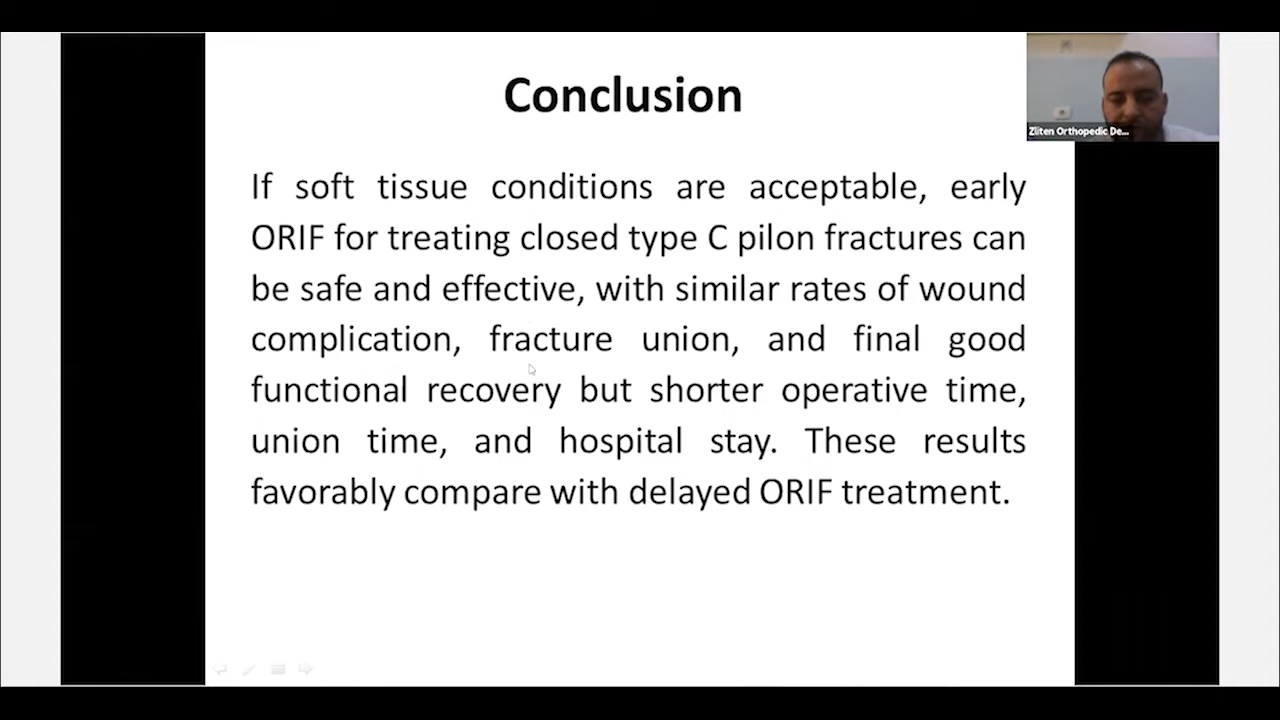 Conclusion
Zliten Orthopedic De...
If soft tissue conditions are acceptable, early
ORIF for treating closed type C pilon fractures can
be safe and effective, with similar rates of wound
complication, fracture union, and final good
functional recovery but shorter operative time,
union time, and hospital stay. These results
favorably compare with delayed ORIF treatment.